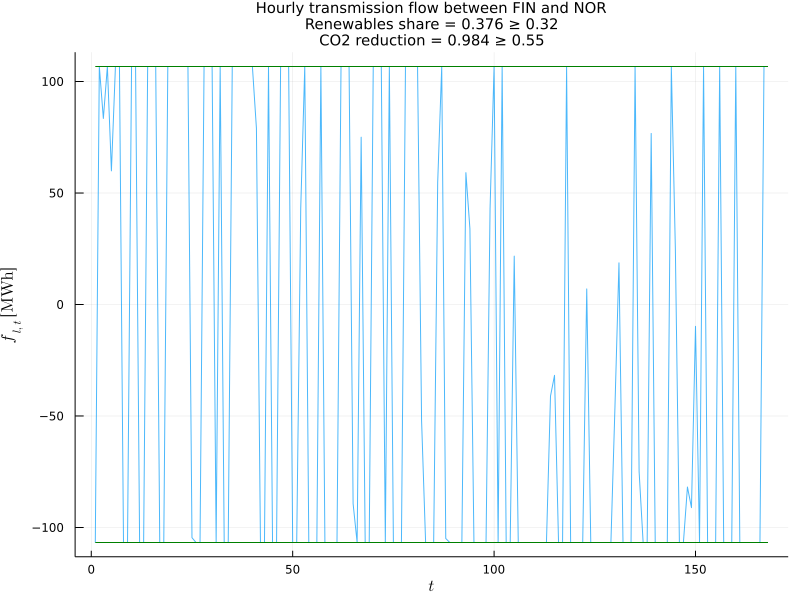 Hourly transmission flow between FIN and NOR
Renewables share = 0.376 ≥ 0.32
CO2 reduction = 0.984 ≥ 0.55
100
50
0
−50
−100
f l,t [MWh]
0
50
100
150
t